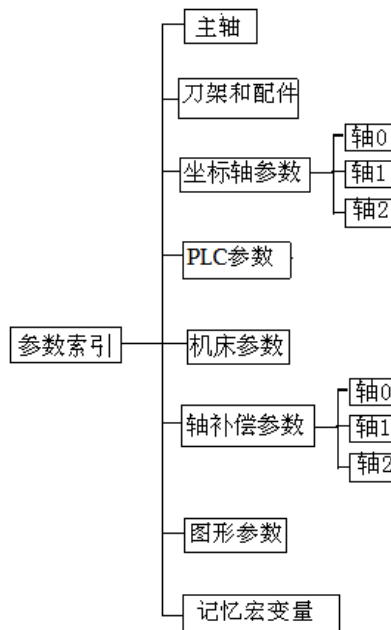 主轴
刀架和配件
坐标轴参数
轴0
轴1
轴2
PLC参数
参数索引
机床参数
轴补偿参数
轴0
轴1
轴2
图形参数
记忆宏变量